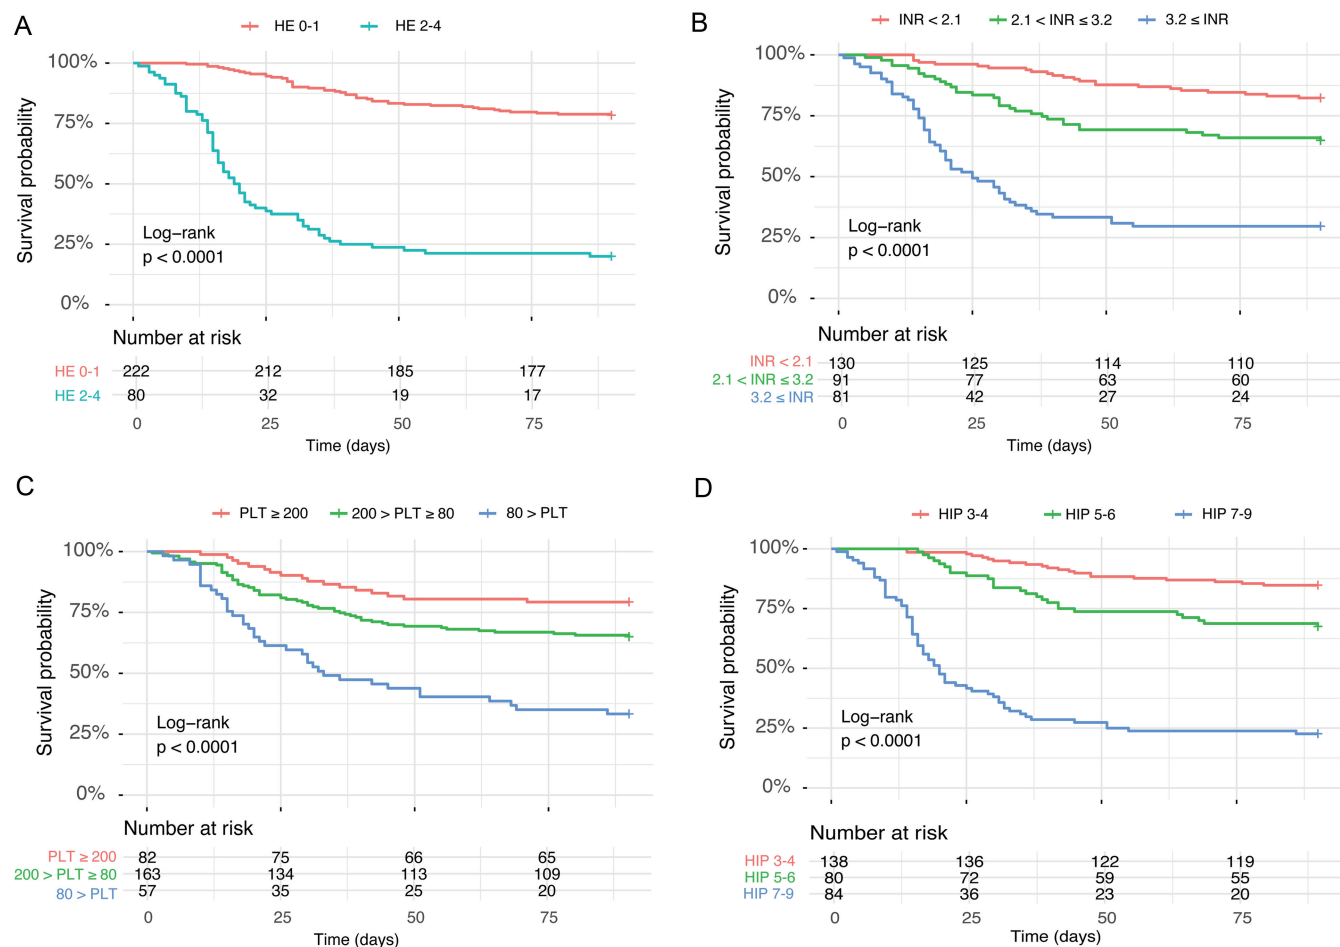 A
HE 0-1 HE 2-4
Survival probability
100%
75%
50%
25%
0%
Log−rank
p < 0.0001
Number at risk
HE 0-1 222 212 185 177
HE 2-4 80 32 19 17
0 25 50 75
Time (days)
B
INR < 2.1 2.1 < INR ≤ 3.2 3.2 ≤ INR
Survival probability
100%
75%
50%
25%
0%
Log−rank
p < 0.0001
Number at risk
INR < 2.1 130 125 114 110
2.1 < INR ≤ 3.2 91 77 63 60
3.2 ≤ INR 81 42 27 24
0 25 50 75
Time (days)
C
PLT ≥ 200 200 > PLT ≥ 80 80 > PLT
Survival probability
100%
75%
50%
25%
0%
Log−rank
p < 0.0001
Number at risk
PLT ≥ 200 82 75 66 65
200 > PLT ≥ 80 163 134 113 109
80 > PLT 57 35 25 20
0 25 50 75
Time (days)
D
HIP 3-4 HIP 5-6 HIP 7-9
Survival probability
100%
75%
50%
25%
0%
Log−rank
p < 0.0001
Number at risk
HIP 3-4 138 136 122 119
HIP 5-6 80 72 59 55
HIP 7-9 84 36 23 20
0 25 50 75
Time (days)